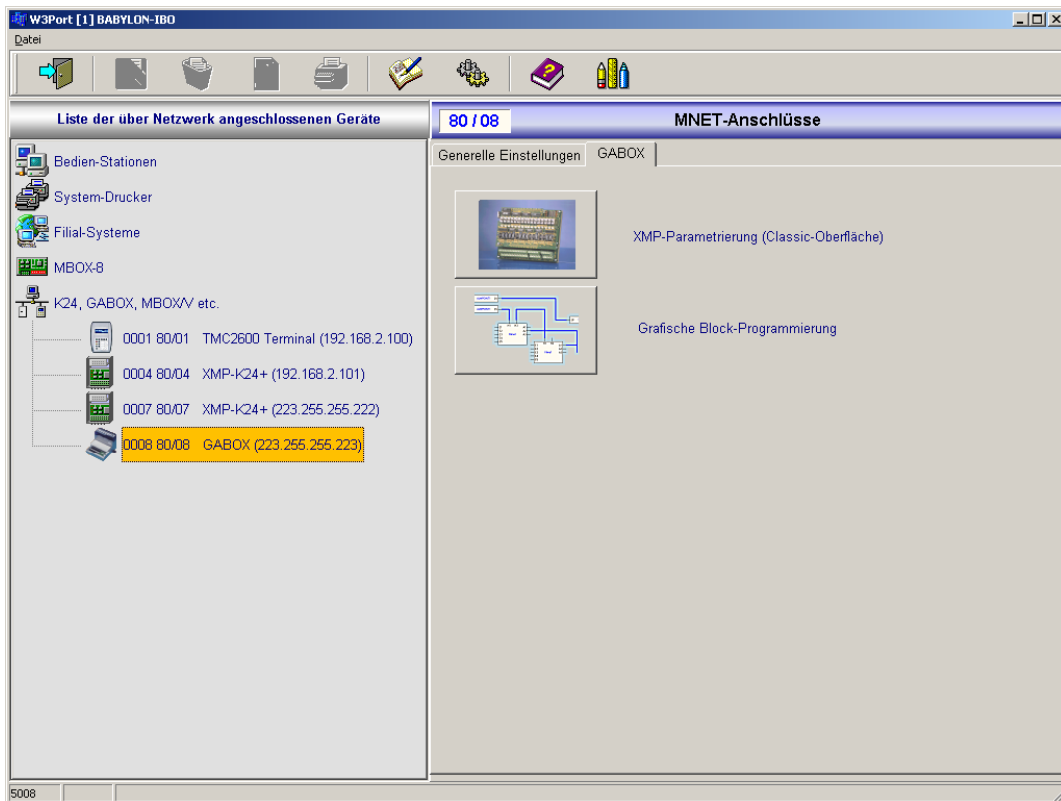 W3Port [1] BABYLON-IBO
Datei
Liste der über Netzwerk angeschlossenen Geräte
80 / 08
MNET-Anschlüsse
Generelle Einstellungen
GABOX
Bedien-Stationen
System-Drucker
Filial-Systeme
MBOX-8
K24, GABOX, MBOX/V etc.
0001 80/01 TMC2600 Terminal (192.168.2.100)
0004 80/04 XMP-K24+ (192.168.2.101)
0007 80/07 XMP-K24+ (223.255.255.222)
0008 80/08 GABOX (223.255.255.223)
XMP-Parametrierung (Classic-Oberfläche)
Grafische Block-Programmierung
5008